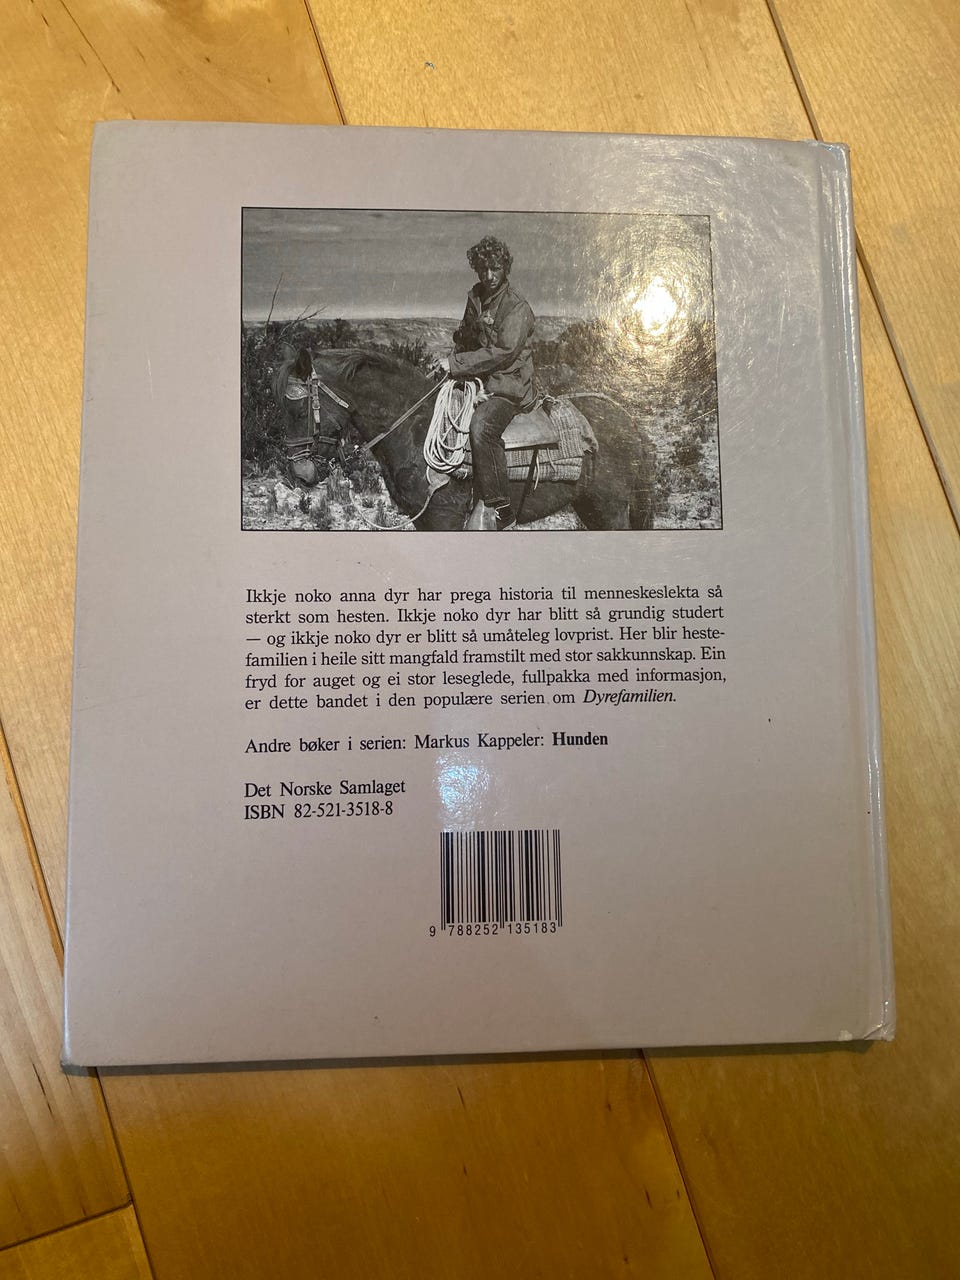 Ikkje noko anna dyr har prega historia til menneskeslekta så
sterkt som hesten. Ikkje noko dyr har blitt så grundig studert
— og ikkje noko dyr er blitt så umåteleg lovprist. Her blir heste-
familien i heile sitt mangfald framstilt med stor sakkunnskap. Ein
fryd for auget og ei stor leseglede, fullpakka med informasjon,
er dette bandet i den populære serien om Dyrefamilien.
Andre bøker i serien: Markus Kappeler: Hunden
Det Norske Samlaget
ISBN 82-521-3518-8
9 788252 135183